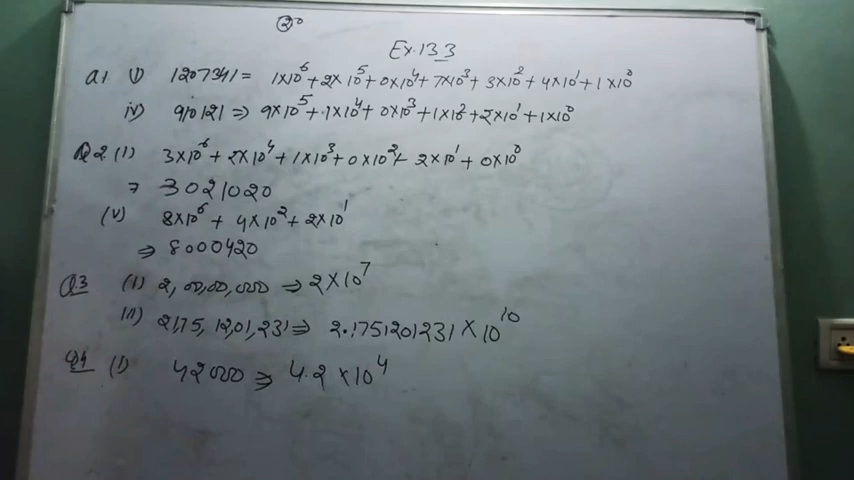 2⁰
Ex.13.3
Q1 (i) 1207341 = 1×10⁶ + 2×10⁵ + 0×10⁴ + 7×10³ + 3×10² + 4×10¹ + 1×10⁰
iv) 910121 ⇒ 9×10⁵ + 1×10⁴ + 0×10³ + 1×10² + 2×10¹ + 1×10⁰
Q2 (i) 3×10⁶ + 2×10⁴ + 1×10³ + 0×10² + 2×10¹ + 0×10⁰
⇒ 3021020
(v) 8×10⁶ + 4×10² + 2×10¹
⇒ 8000420
Q3 (i) 2,00,00,000 ⇒ 2×10⁷
iii) 2175,12,01,231 ⇒ 2.1751201231 × 10¹⁰
Q4 (i) 42000 ⇒ 4.2 × 10⁴